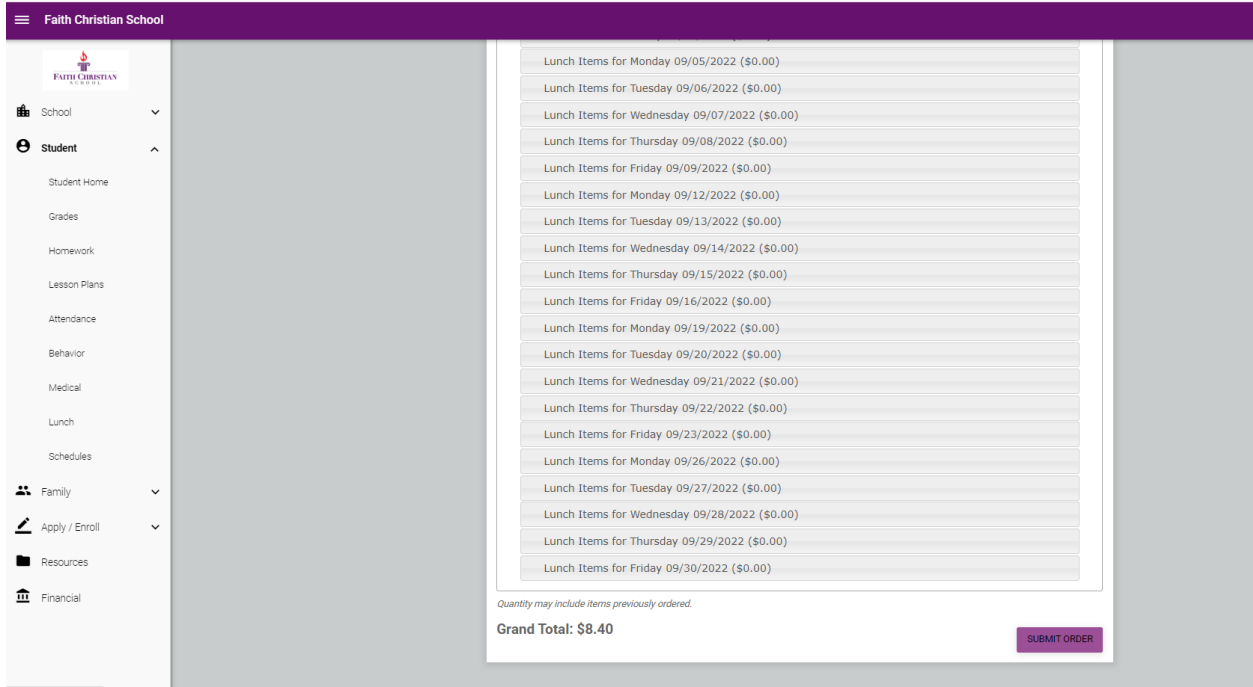 Faith Christian School
FAITH CHRISTIAN
SCHOOL
School
Student
Student Home
Grades
Homework
Lesson Plans
Attendance
Behavior
Medical
Lunch
Schedules
Family
Apply / Enroll
Resources
Financial
Lunch Items for Monday 09/05/2022 ($0.00)
Lunch Items for Tuesday 09/06/2022 ($0.00)
Lunch Items for Wednesday 09/07/2022 ($0.00)
Lunch Items for Thursday 09/08/2022 ($0.00)
Lunch Items for Friday 09/09/2022 ($0.00)
Lunch Items for Monday 09/12/2022 ($0.00)
Lunch Items for Tuesday 09/13/2022 ($0.00)
Lunch Items for Wednesday 09/14/2022 ($0.00)
Lunch Items for Thursday 09/15/2022 ($0.00)
Lunch Items for Friday 09/16/2022 ($0.00)
Lunch Items for Monday 09/19/2022 ($0.00)
Lunch Items for Tuesday 09/20/2022 ($0.00)
Lunch Items for Wednesday 09/21/2022 ($0.00)
Lunch Items for Thursday 09/22/2022 ($0.00)
Lunch Items for Friday 09/23/2022 ($0.00)
Lunch Items for Monday 09/26/2022 ($0.00)
Lunch Items for Tuesday 09/27/2022 ($0.00)
Lunch Items for Wednesday 09/28/2022 ($0.00)
Lunch Items for Thursday 09/29/2022 ($0.00)
Lunch Items for Friday 09/30/2022 ($0.00)
Quantity may include items previously ordered.
Grand Total: $8.40
SUBMIT ORDER